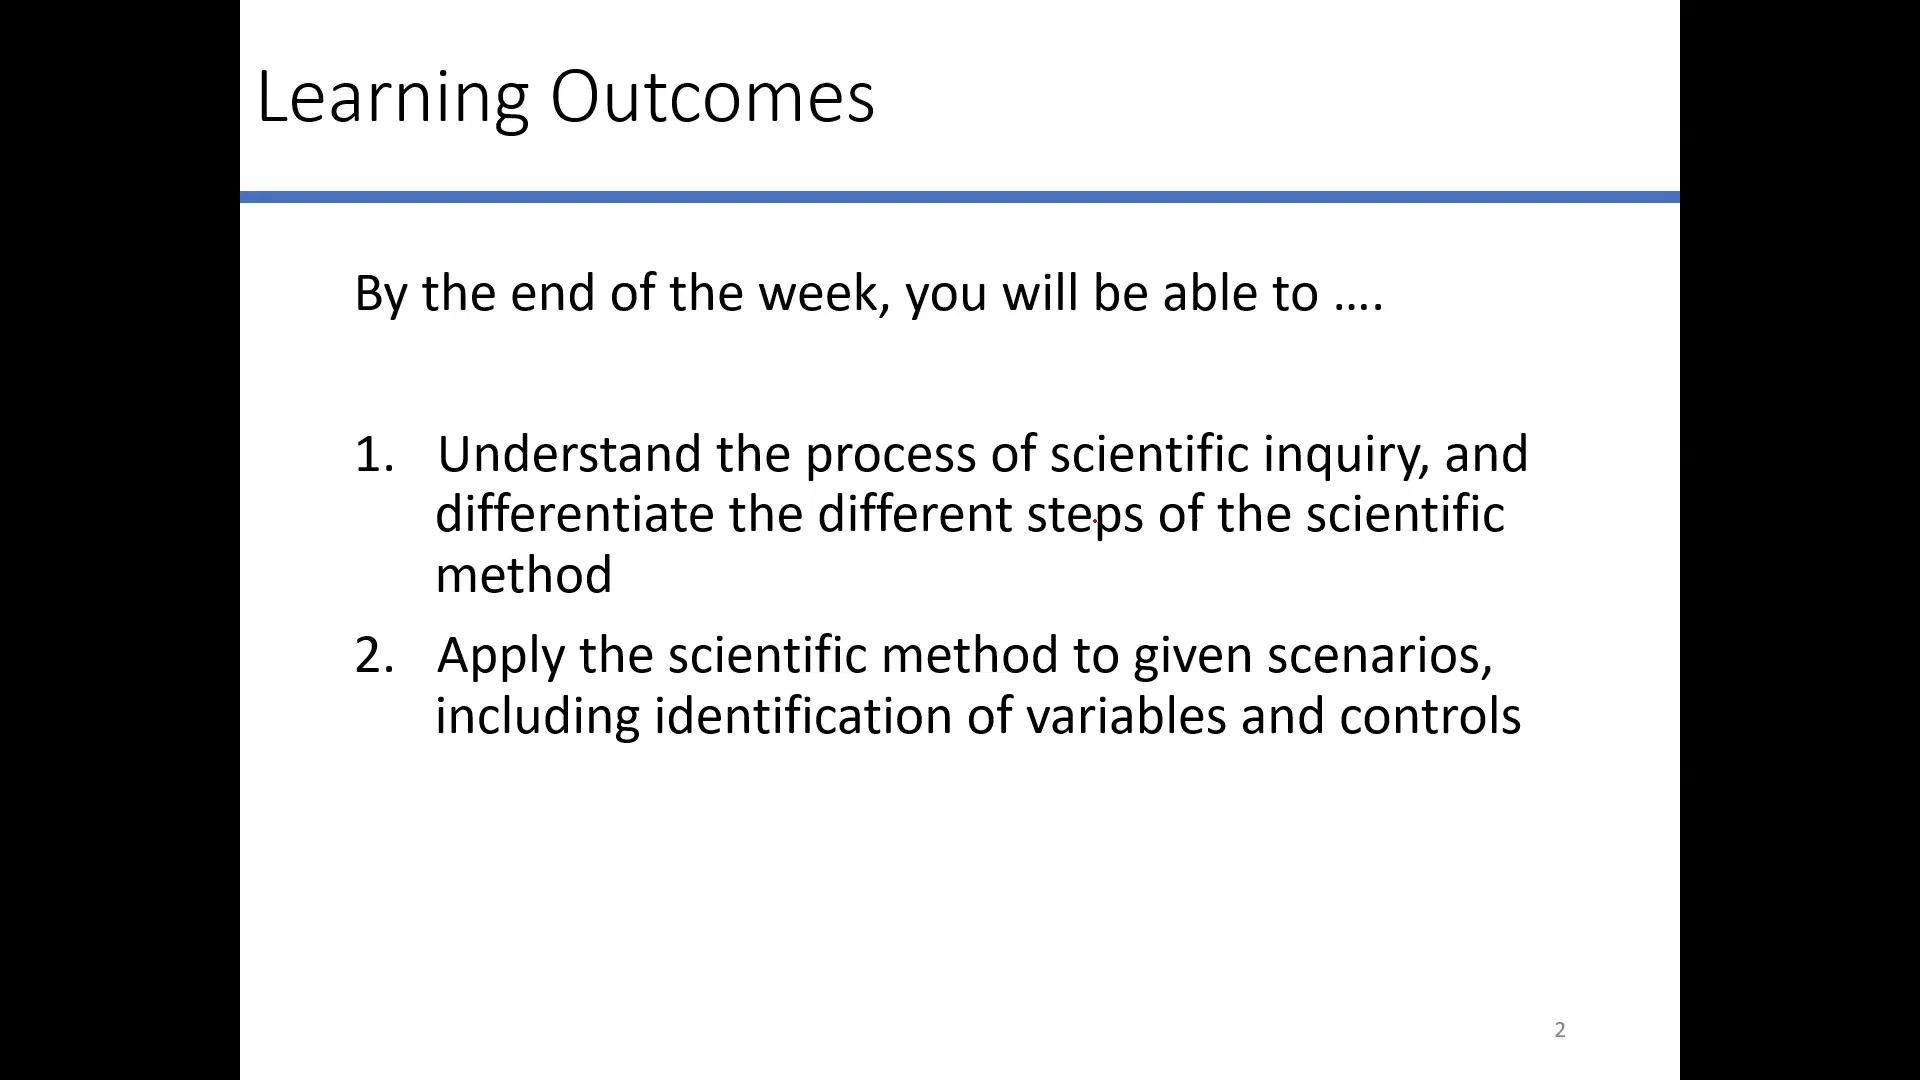 Learning Outcomes
By the end of the week, you will be able to ....
1. Understand the process of scientific inquiry, and
differentiate the different steps of the scientific
method
2. Apply the scientific method to given scenarios,
including identification of variables and controls
2